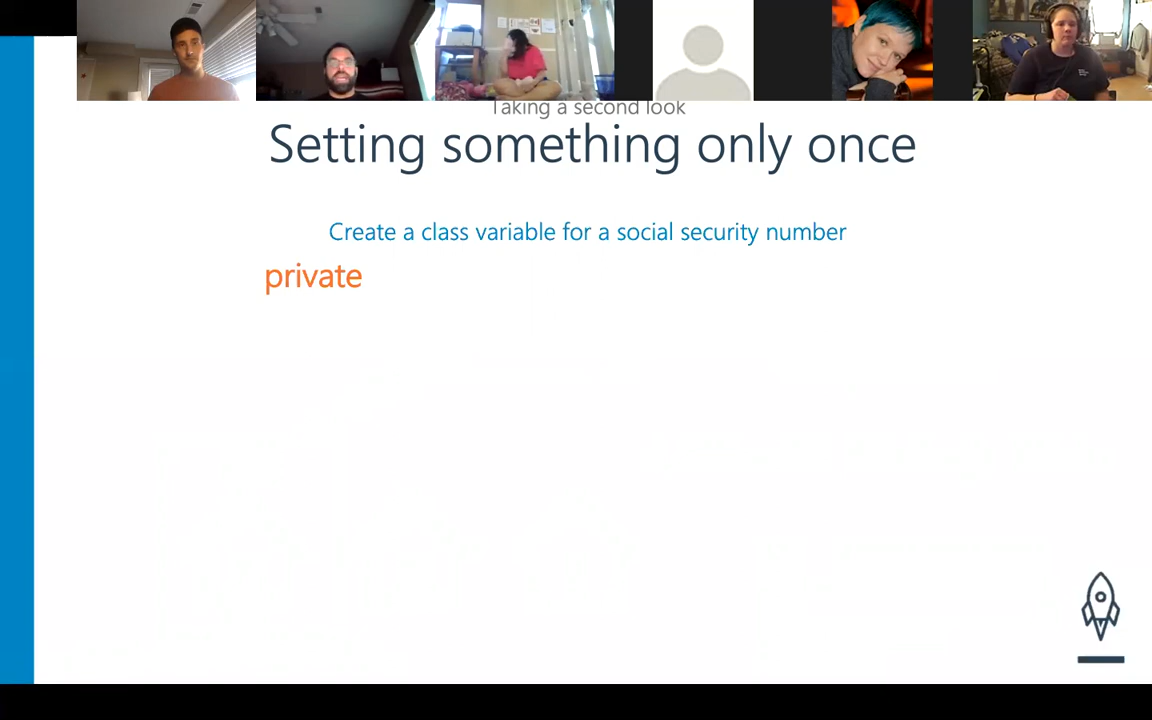 Taking a second look
Setting something only once
Create a class variable for a social security number
private